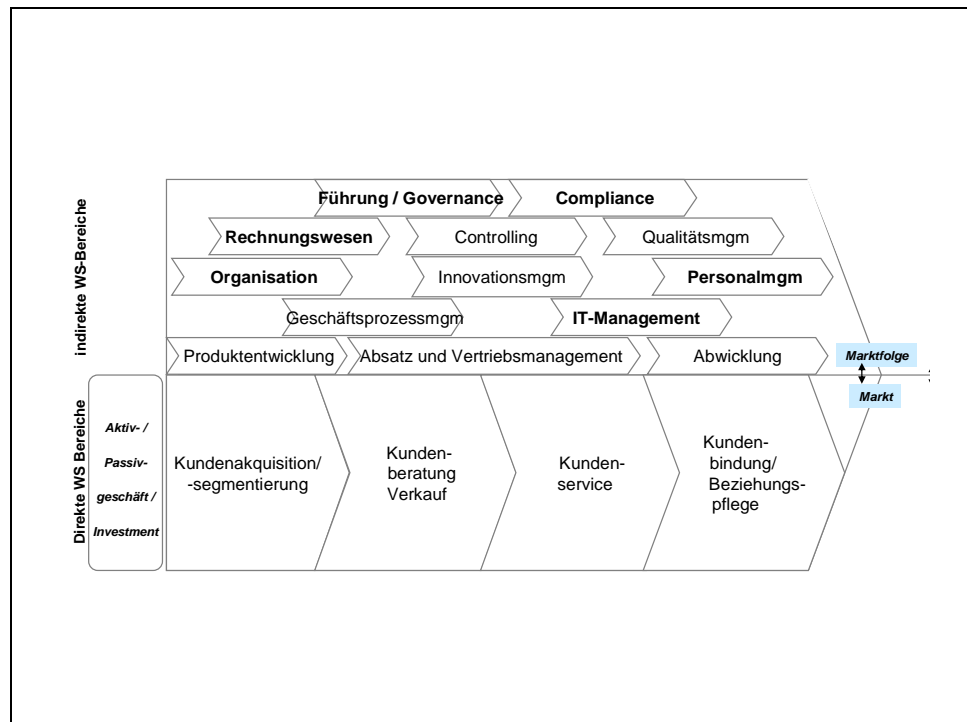 indirekte WS-Bereiche
Führung / Governance
Compliance
Rechnungswesen
Controlling
Qualitätsmgm
Organisation
Innovationsmgm
Personalmgm
Geschäftsprozessmgm
IT-Management
Produktentwicklung
Absatz und Vertriebsmanagement
Abwicklung
Marktfolge
Markt
Direkte WS Bereiche
Aktiv- /
Passiv-
geschäft /
Investment
Kundenakquisition/
-segmentierung
Kunden-
beratung
Verkauf
Kunden-
service
Kunden-
bindung/
Beziehungs-
pflege